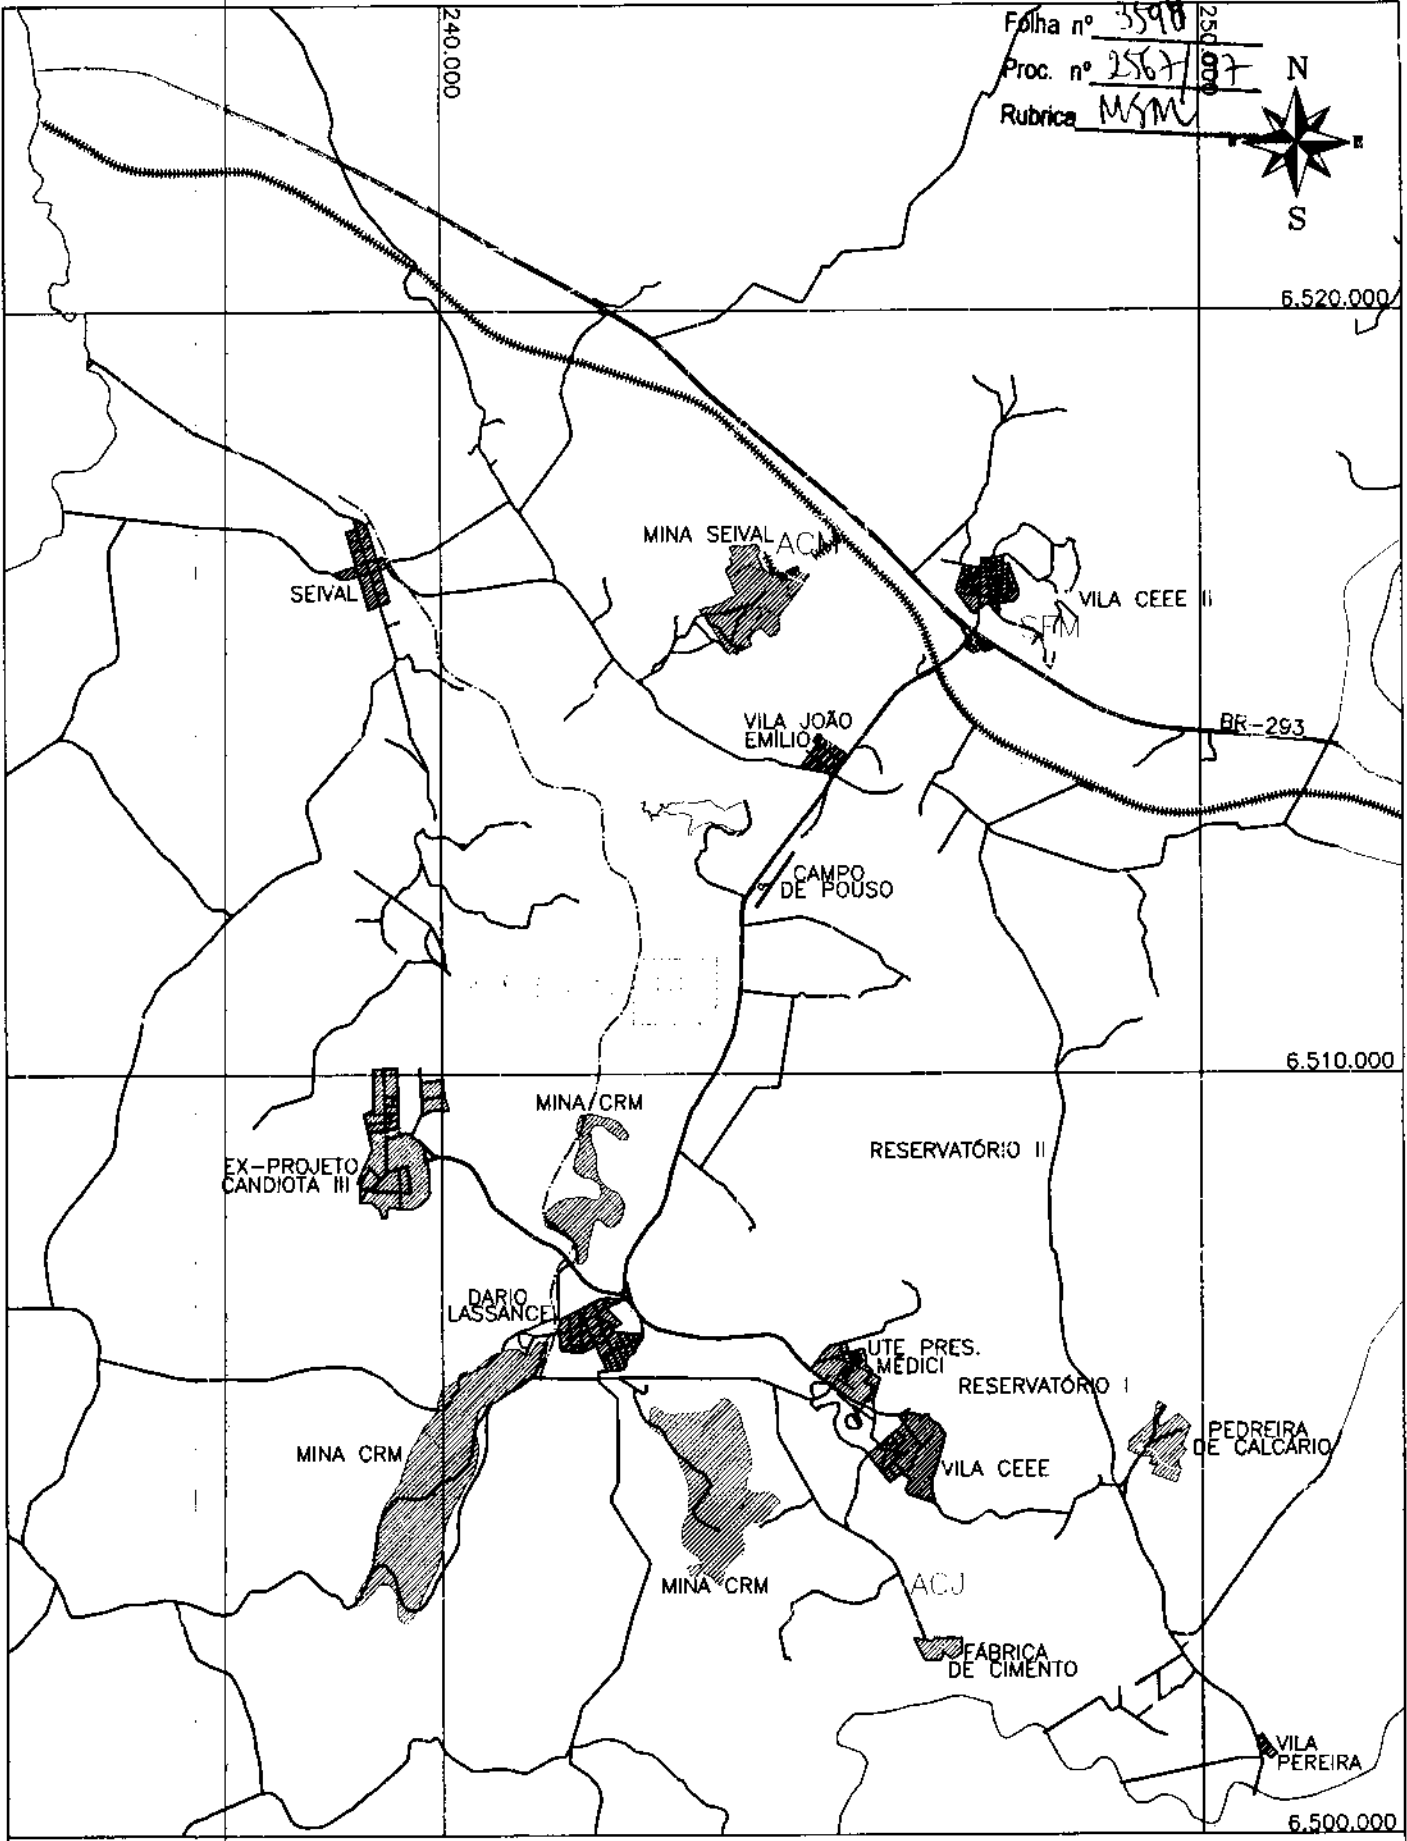 Folha nº 3598
Proc. nº 2567/97
Rubrica MSM
240.000
250.000
N
E
S
6.520.000
MINA SEIVAL
ACM
SEIVAL
VILA CEEE II
SFM
VILA JOÃO
EMÍLIO
BR-293
CAMPO
DE POUSO
6.510.000
MINA CRM
RESERVATÓRIO II
EX-PROJETO
CANDIOTA III
DARIO
LASSANCE
UTE PRES.
MÉDICI
RESERVATÓRIO I
PEDREIRA
DE CALCÁRIO
MINA CRM
VILA CEEE
MINA CRM
ACJ
FÁBRICA
DE CIMENTO
VILA
PEREIRA
6.500.000